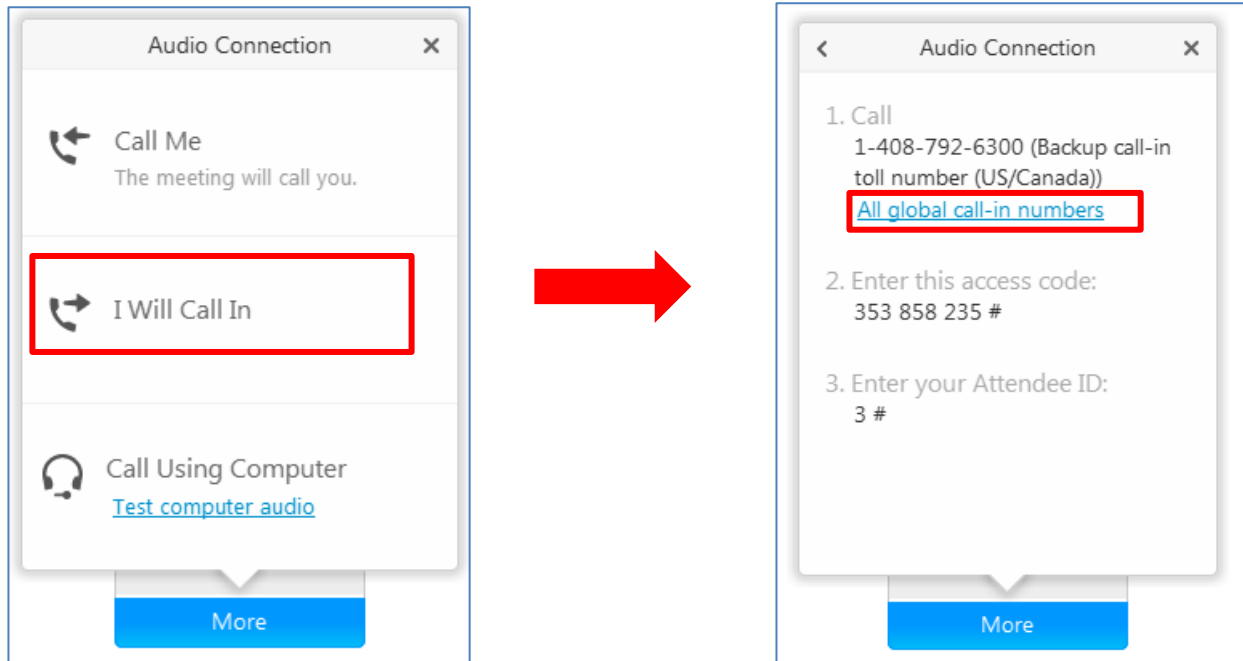 Audio Connection ×
Call Me
The meeting will call you.
I Will Call In
Call Using Computer
Test computer audio
More
< Audio Connection ×
1. Call
1-408-792-6300 (Backup call-in
toll number (US/Canada))
All global call-in numbers
2. Enter this access code:
353 858 235 #
3. Enter your Attendee ID:
3 #
More